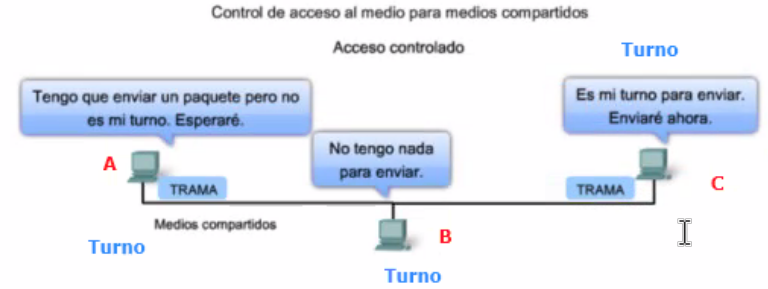 Control de acceso al medio para medios compartidos
Acceso controlado
Turno
Tengo que enviar un paquete pero no
es mi turno. Esperaré.
Es mi turno para enviar.
Enviaré ahora.
No tengo nada
para enviar.
A
TRAMA
TRAMA
C
Medios compartidos
B
Turno
Turno